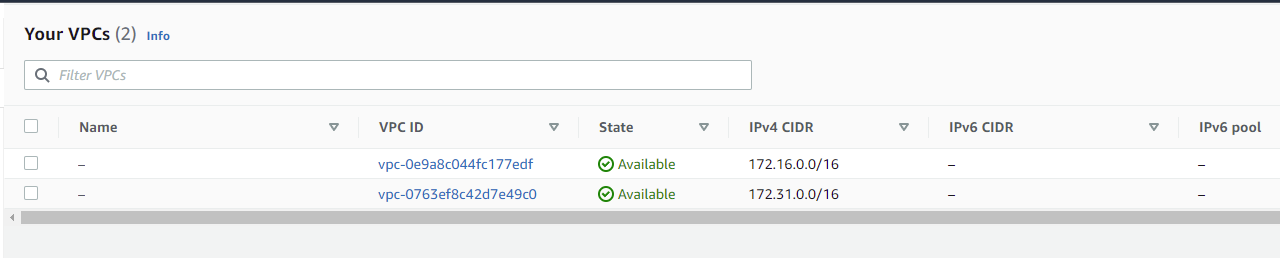 Your VPCs (2) Info
Filter VPCs
Name VPC ID State IPv4 CIDR IPv6 CIDR IPv6 pool
– vpc-0e9a8c044fc177edf Available 172.16.0.0/16 – –
– vpc-0763ef8c42d7e49c0 Available 172.31.0.0/16 – –